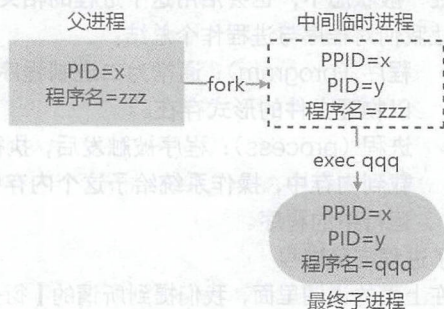 父进程
中间临时进程
PID=x
程序名=zzz
fork
PPID=x
PID=y
程序名=zzz
exec qqq
PPID=x
PID=y
程序名=qqq
最终子进程